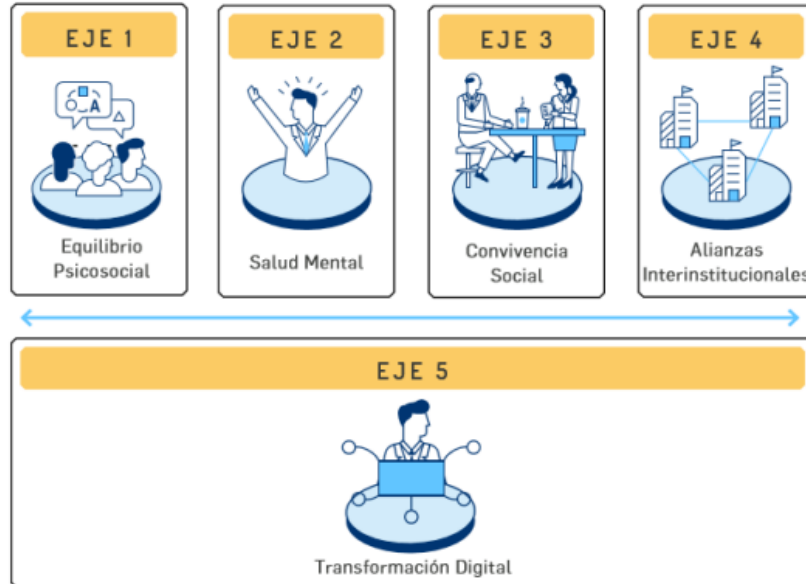 EJE 1
EJE 2
EJE 3
EJE 4
A
Equilibrio
Psicosocial
Salud Mental
Convivencia
Social
Alianzas
Interinstitucionales
EJE 5
Transformación Digital